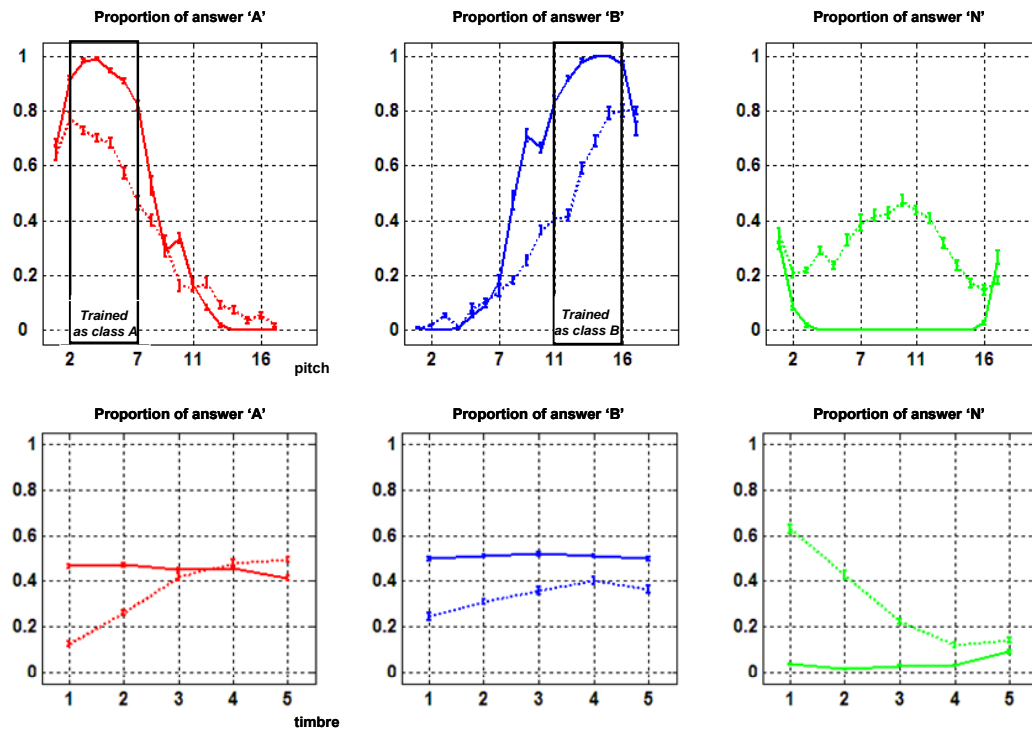 Proportion of answer ‘A’ Proportion of answer ‘B’ Proportion of answer ‘N’
1 1 1
0.8 0.8 0.8
0.6 0.6 0.6
0.4 0.4 0.4
0.2 0.2 0.2
Trained Trained
as class A as class B
0 0 0
2 7 11 16 2 7 11 16 2 7 11 16
pitch
Proportion of answer ‘A’ Proportion of answer ‘B’ Proportion of answer ‘N’
1 1 1
0.8 0.8 0.8
0.6 0.6 0.6
0.4 0.4 0.4
0.2 0.2 0.2
0 0 0
1 2 3 4 5 1 2 3 4 5 1 2 3 4 5
timbre